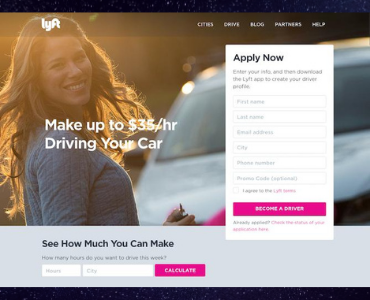 lyft
CITIES DRIVE BLOG PARTNERS HELP
Make up to $35/hr
Driving Your Car
Apply Now
Enter your info, and then download
the Lyft app to create your driver
profile.
First name
Last name
Email address
City
Phone number
Promo Code (optional)
I agree to the Lyft terms
BECOME A DRIVER
Already applied? Check the status of your
application here.
See How Much You Can Make
How many hours do you want to drive this week?
Hours
City
CALCULATE